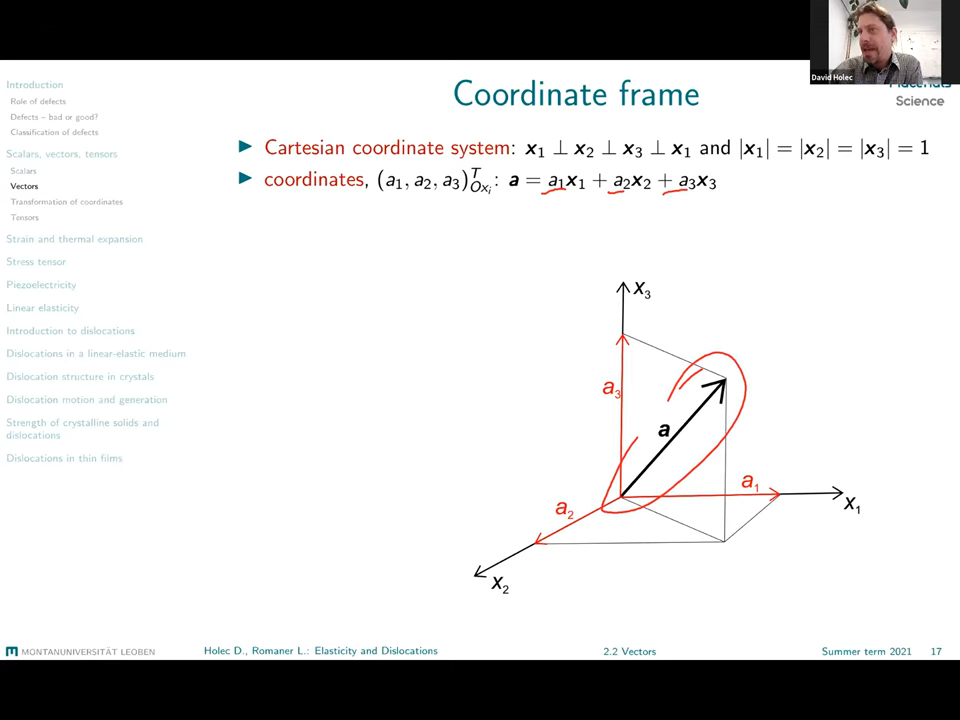 David Holec
Materials
Science
Introduction
Role of defects
Defects – bad or good?
Classification of defects
Scalars, vectors, tensors
Scalars
Vectors
Transformation of coordinates
Tensors
Strain and thermal expansion
Stress tensor
Piezoelectricity
Linear elasticity
Introduction to dislocations
Dislocations in a linear-elastic medium
Dislocation structure in crystals
Dislocation motion and generation
Strength of crystalline solids and
dislocations
Dislocations in thin films
Coordinate frame
▶ Cartesian coordinate system: x₁ ⊥ x₂ ⊥ x₃ ⊥ x₁ and |x₁| = |x₂| = |x₃| = 1
▶ coordinates, (a₁, a₂, a₃)ᵀ_{Oxᵢ}: a = a₁x₁ + a₂x₂ + a₃x₃
x₃
a₃
a
a₁
x₁
a₂
x₂
MONTANUNIVERSITÄT LEOBEN
Holec D., Romaner L.: Elasticity and Dislocations
2.2 Vectors
Summer term 2021 17